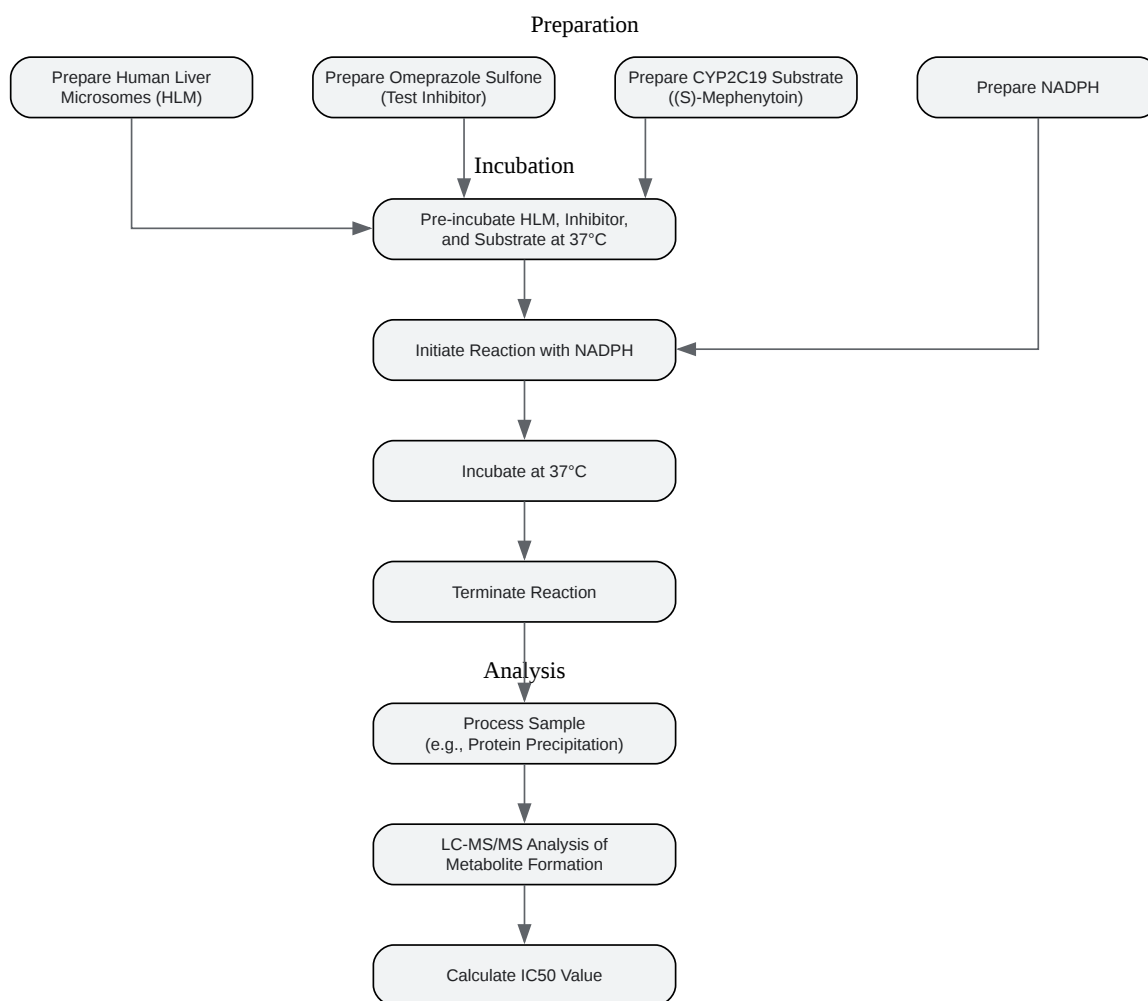 Preparation
Prepare Human Liver
Microsomes (HLM)
Prepare Omeprazole Sulfone
(Test Inhibitor)
Prepare CYP2C19 Substrate
((S)-Mephenytoin)
Prepare NADPH
Incubation
Pre-incubate HLM, Inhibitor,
and Substrate at 37°C
Initiate Reaction with NADPH
Incubate at 37°C
Terminate Reaction
Analysis
Process Sample
(e.g., Protein Precipitation)
LC-MS/MS Analysis of
Metabolite Formation
Calculate IC50 Value